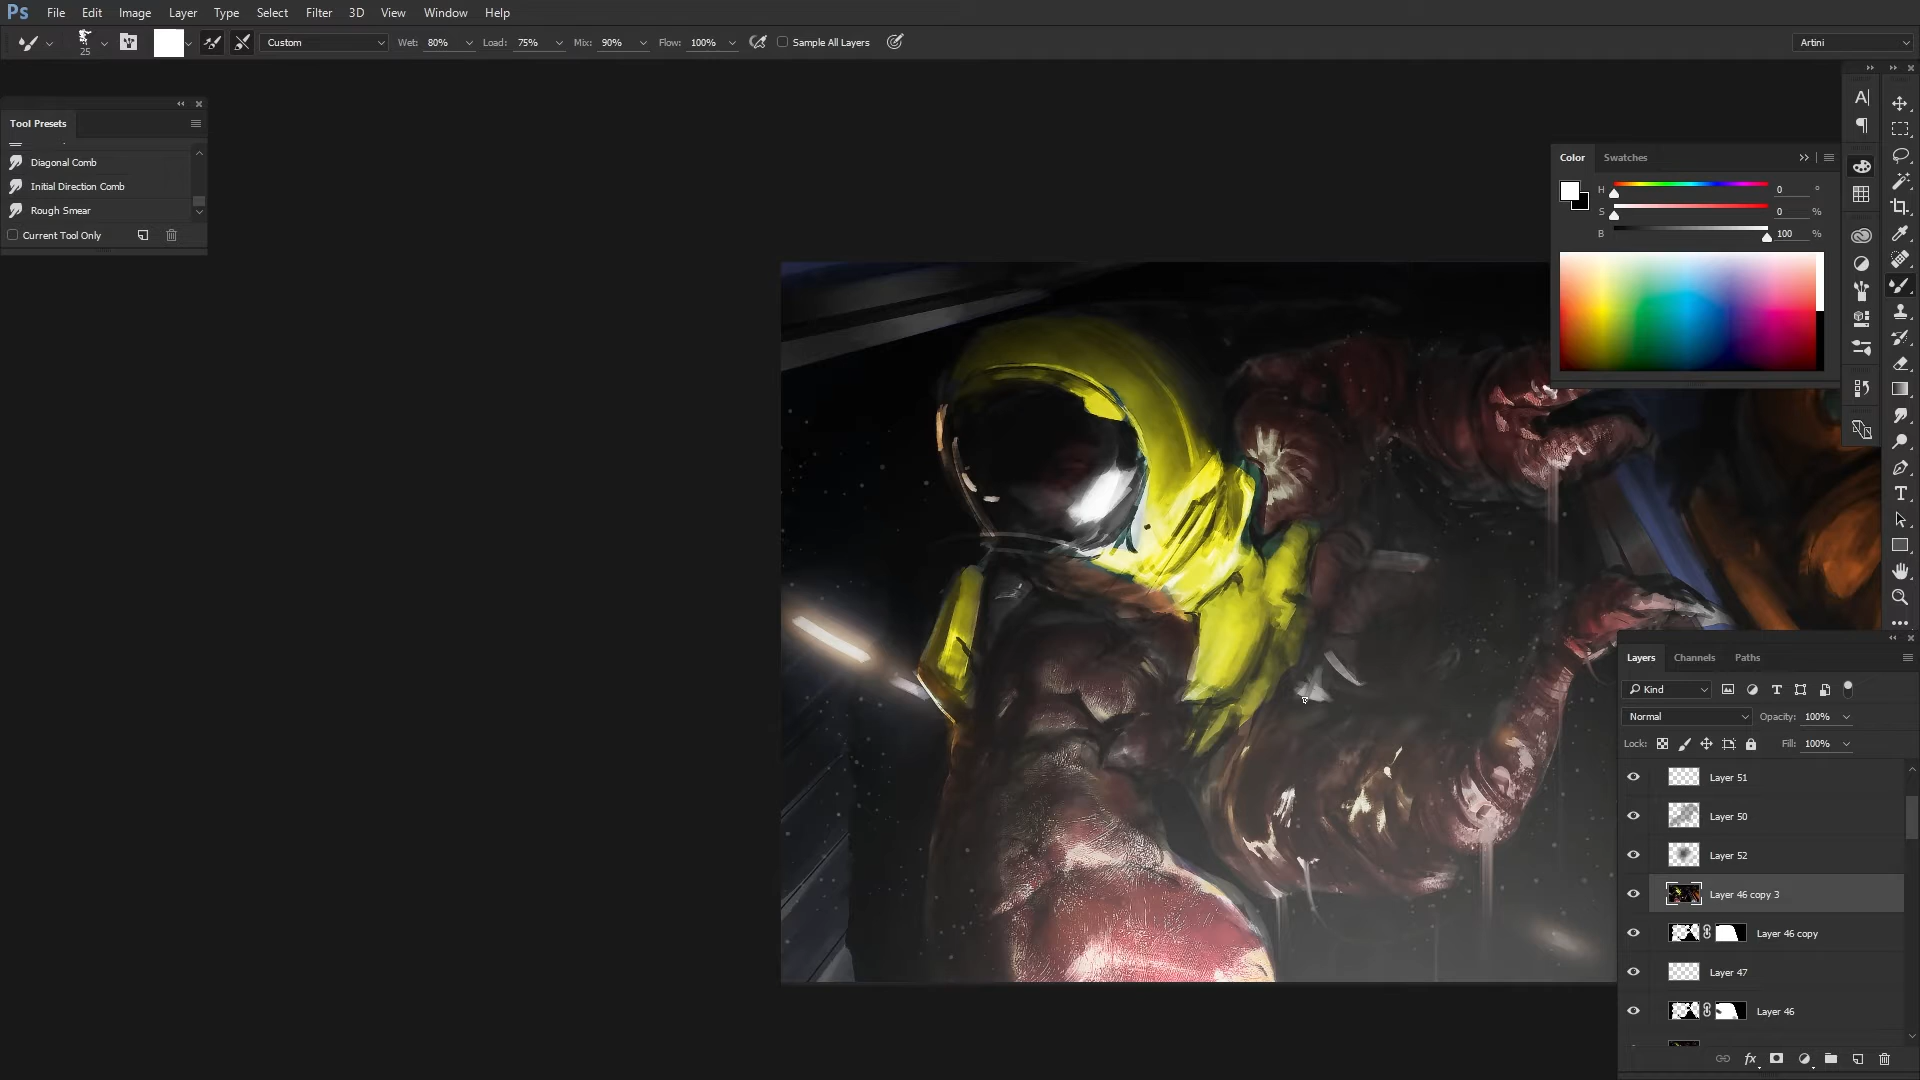 Ps File Edit Image Layer Type Select Filter 3D View Window Help
25 Custom Wet: 80% Load: 75% Mix: 90% Flow: 100% Sample All Layers Artini
Tool Presets
Diagonal Comb
Initial Direction Comb
Rough Smear
Current Tool Only
Color Swatches
H 0 °
S 0 %
B 100 %
Layers Channels Paths
Kind
Normal Opacity: 100%
Lock: Fill: 100%
Layer 51
Layer 50
Layer 52
Layer 46 copy 3
Layer 46 copy
Layer 47
Layer 46
fx